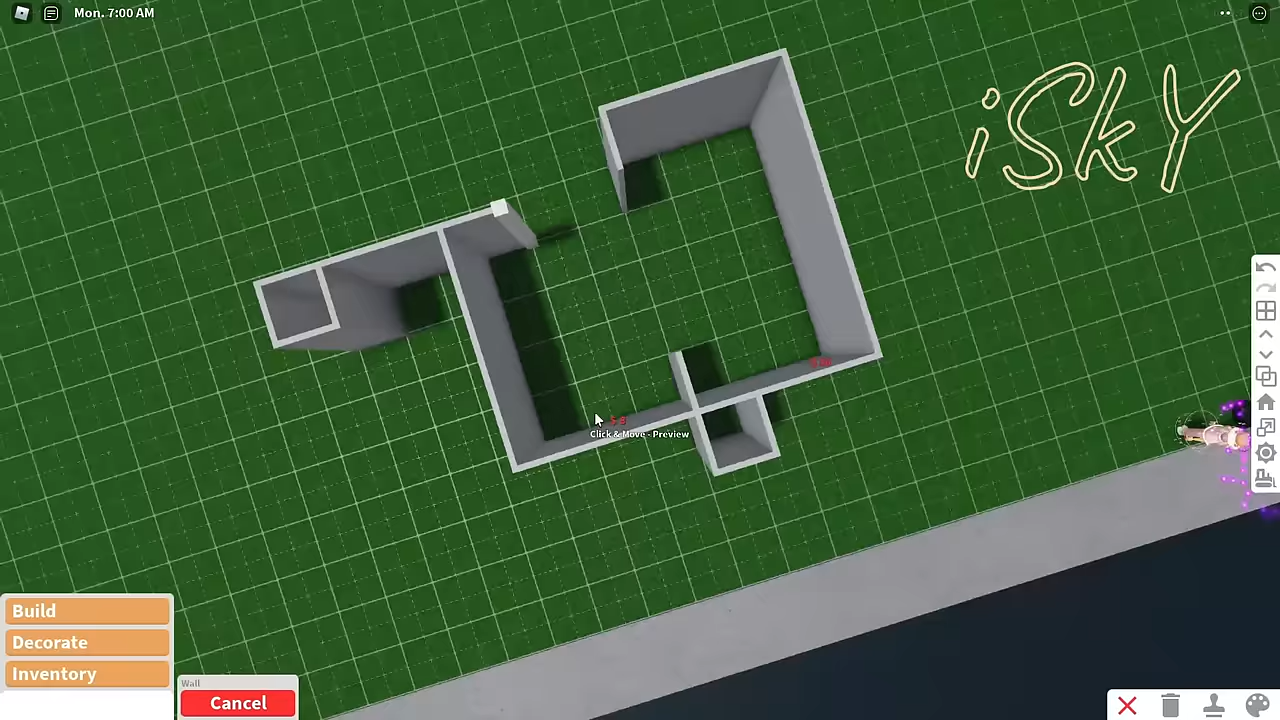 Mon. 7:00 AM
iSkY
Click & Move - Preview
Build
Decorate
Inventory
Wall
Cancel